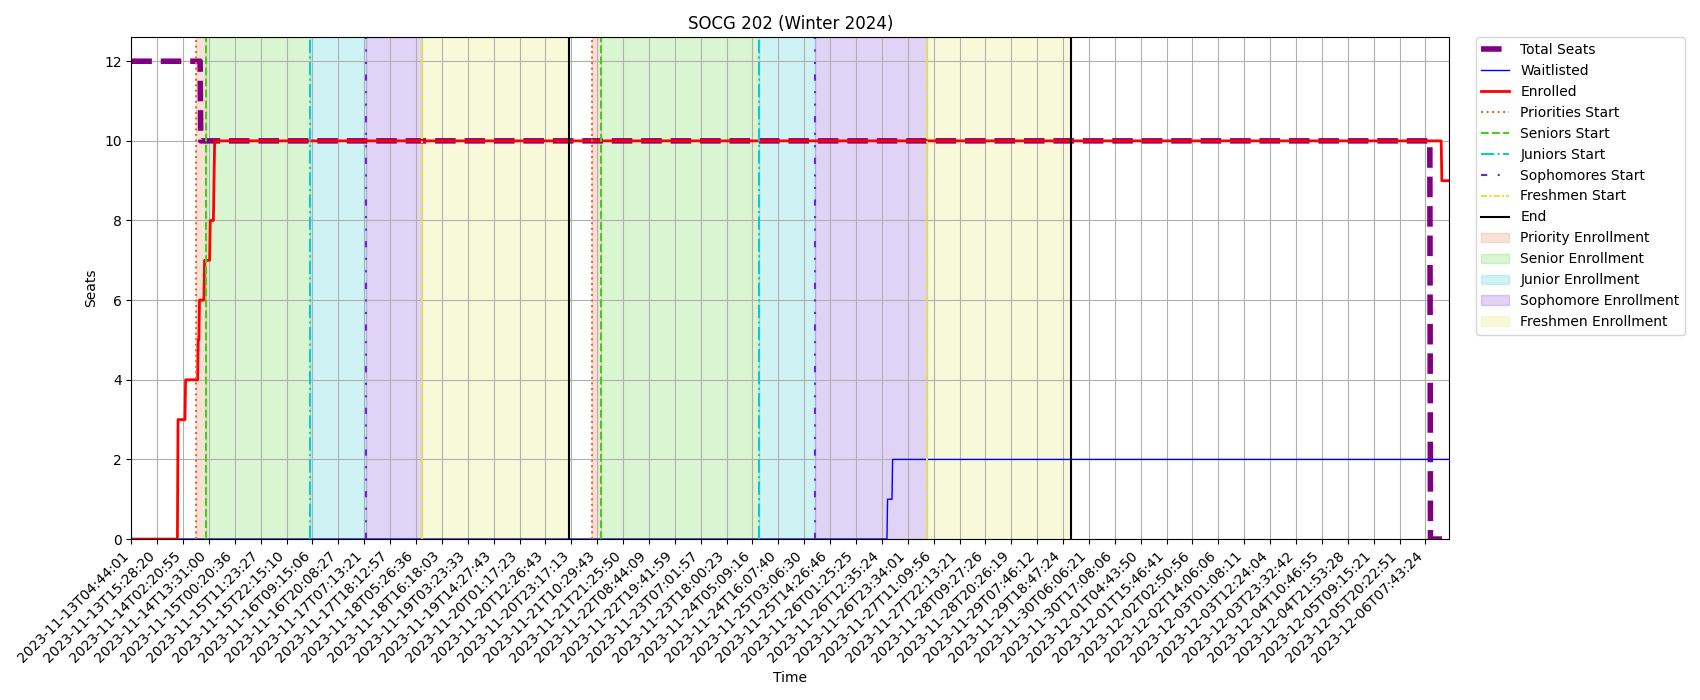 SOCG 202 (Winter 2024)
Total Seats
Waitlisted
Enrolled
Priorities Start
Seniors Start
Juniors Start
Sophomores Start
Freshmen Start
End
Priority Enrollment
Senior Enrollment
Junior Enrollment
Sophomore Enrollment
Freshmen Enrollment
Seats
12
10
8
6
4
2
0
2023-11-13T04:44:01
2023-11-13T15:28:20
2023-11-14T02:20:55
2023-11-14T13:31:00
2023-11-15T00:20:36
2023-11-15T11:23:27
2023-11-15T22:15:10
2023-11-16T09:15:06
2023-11-16T20:08:27
2023-11-17T07:13:21
2023-11-17T18:12:57
2023-11-18T05:26:36
2023-11-18T16:18:03
2023-11-19T03:23:33
2023-11-19T14:27:43
2023-11-20T01:17:23
2023-11-20T12:26:43
2023-11-20T23:17:13
2023-11-21T10:29:43
2023-11-21T21:25:50
2023-11-22T08:44:09
2023-11-22T19:41:59
2023-11-23T07:01:57
2023-11-23T18:00:23
2023-11-24T05:09:16
2023-11-24T16:07:40
2023-11-25T03:06:30
2023-11-25T14:26:46
2023-11-26T01:25:25
2023-11-26T12:35:24
2023-11-26T23:34:01
2023-11-27T11:09:56
2023-11-27T22:13:21
2023-11-28T09:27:26
2023-11-28T20:26:19
2023-11-29T07:46:12
2023-11-29T18:47:24
2023-11-30T06:06:21
2023-11-30T17:08:06
2023-12-01T04:43:50
2023-12-01T15:46:41
2023-12-02T02:50:56
2023-12-02T14:06:06
2023-12-03T01:08:11
2023-12-03T12:24:04
2023-12-03T23:32:42
2023-12-04T10:46:55
2023-12-04T21:53:28
2023-12-05T09:15:21
2023-12-05T20:22:51
2023-12-06T07:43:24
Time